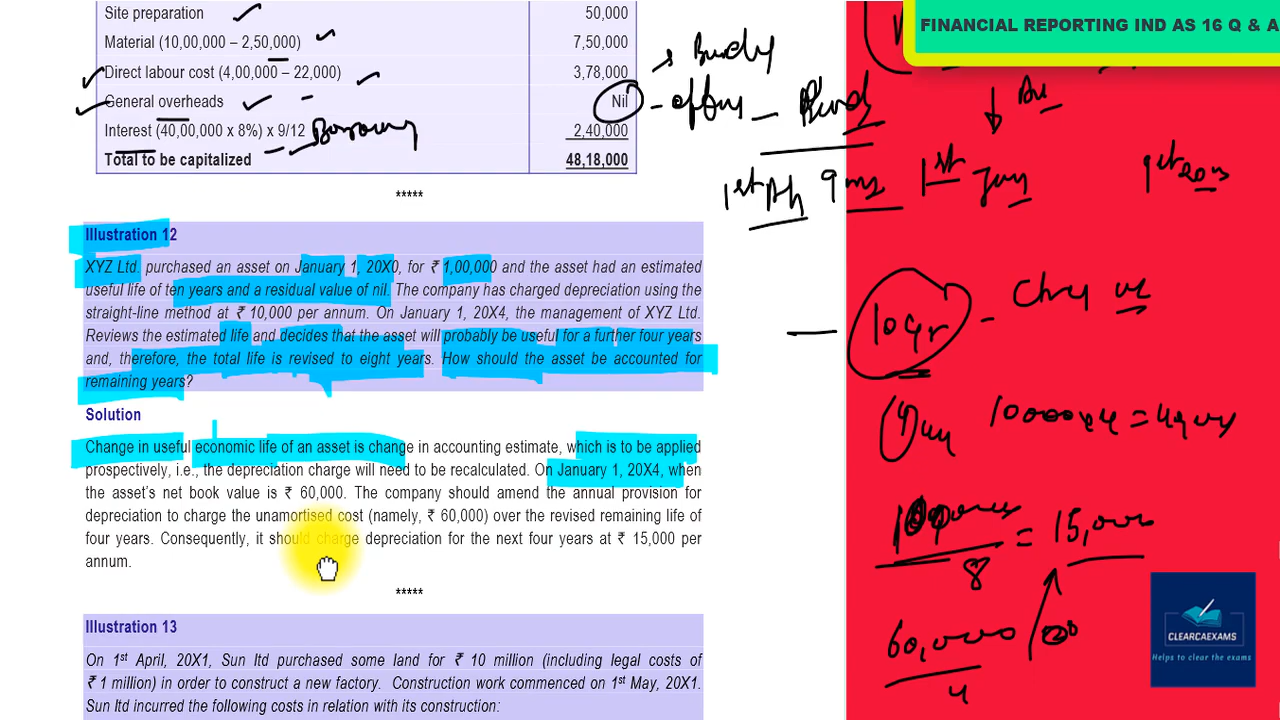 FINANCIAL REPORTING IND AS 16 Q & A
Site preparation 50,000
Material (10,00,000 – 2,50,000) 7,50,000
Direct labour cost (4,00,000 – 22,000) 3,78,000
General overheads Nil
Interest (40,00,000 x 8%) x 9/12 Borrowing 2,40,000
Total to be capitalized 48,18,000
*****
1st 9 1st
Illustration 12
XYZ Ltd. purchased an asset on January 1, 20X0, for ₹ 1,00,000 and the asset had an estimated
useful life of ten years and a residual value of nil. The company has charged depreciation using the
straight-line method at ₹ 10,000 per annum. On January 1, 20X4, the management of XYZ Ltd.
Reviews the estimated life and decides that the asset will probably be useful for a further four years
and, therefore, the total life is revised to eight years. How should the asset be accounted for
remaining years?
Solution
Change in useful economic life of an asset is change in accounting estimate, which is to be applied
prospectively, i.e., the depreciation charge will need to be recalculated. On January 1, 20X4, when
the asset's net book value is ₹ 60,000. The company should amend the annual provision for
depreciation to charge the unamortised cost (namely, ₹ 60,000) over the revised remaining life of
four years. Consequently, it should charge depreciation for the next four years at ₹ 15,000 per
annum.
*****
Illustration 13
On 1st April, 20X1, Sun ltd purchased some land for ₹ 10 million (including legal costs of
₹ 1 million) in order to construct a new factory. Construction work commenced on 1st May, 20X1.
Sun ltd incurred the following costs in relation with its construction:
10yr
= 15,000
8
60,000
4
CLEARCAEXAMS
Helps to clear the exams